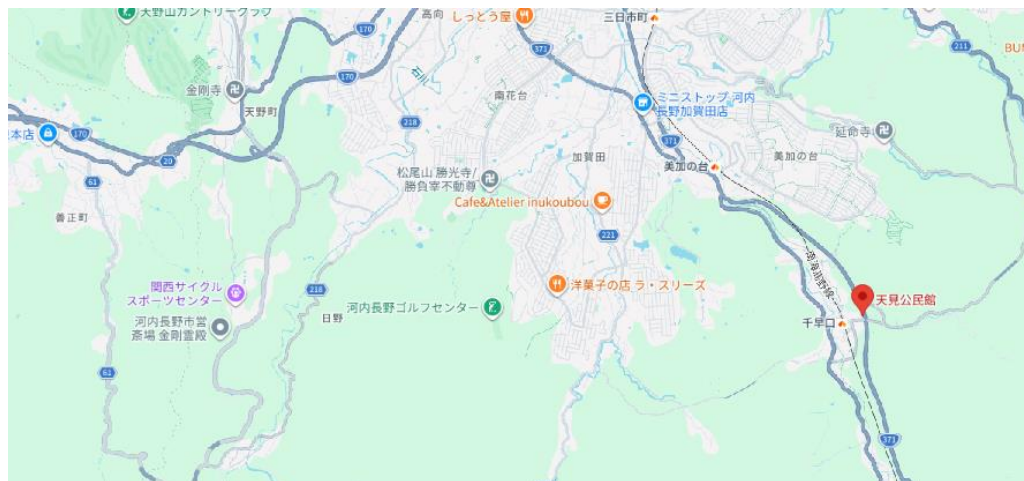 天野山カントリークラブ
高向
しっとう屋
三日市町
170
371
211
BUN
170
石川
金剛寺
南花台
ミニストップ 河内
長野加賀田店
天野町
218
371
延命寺
本店
170
20
加賀田
美加の台
美加の台
61
松尾山 勝光寺/
勝負宰不動尊
Cafe&Atelier inukoubou
善正町
221
南海高野線
関西サイクル
スポーツセンター
218
洋菓子の店 ラ・スリーズ
天見公民館
河内長野ゴルフセンター
日野
千早口
河内長野市営
斎場 金剛霊殿
61
371